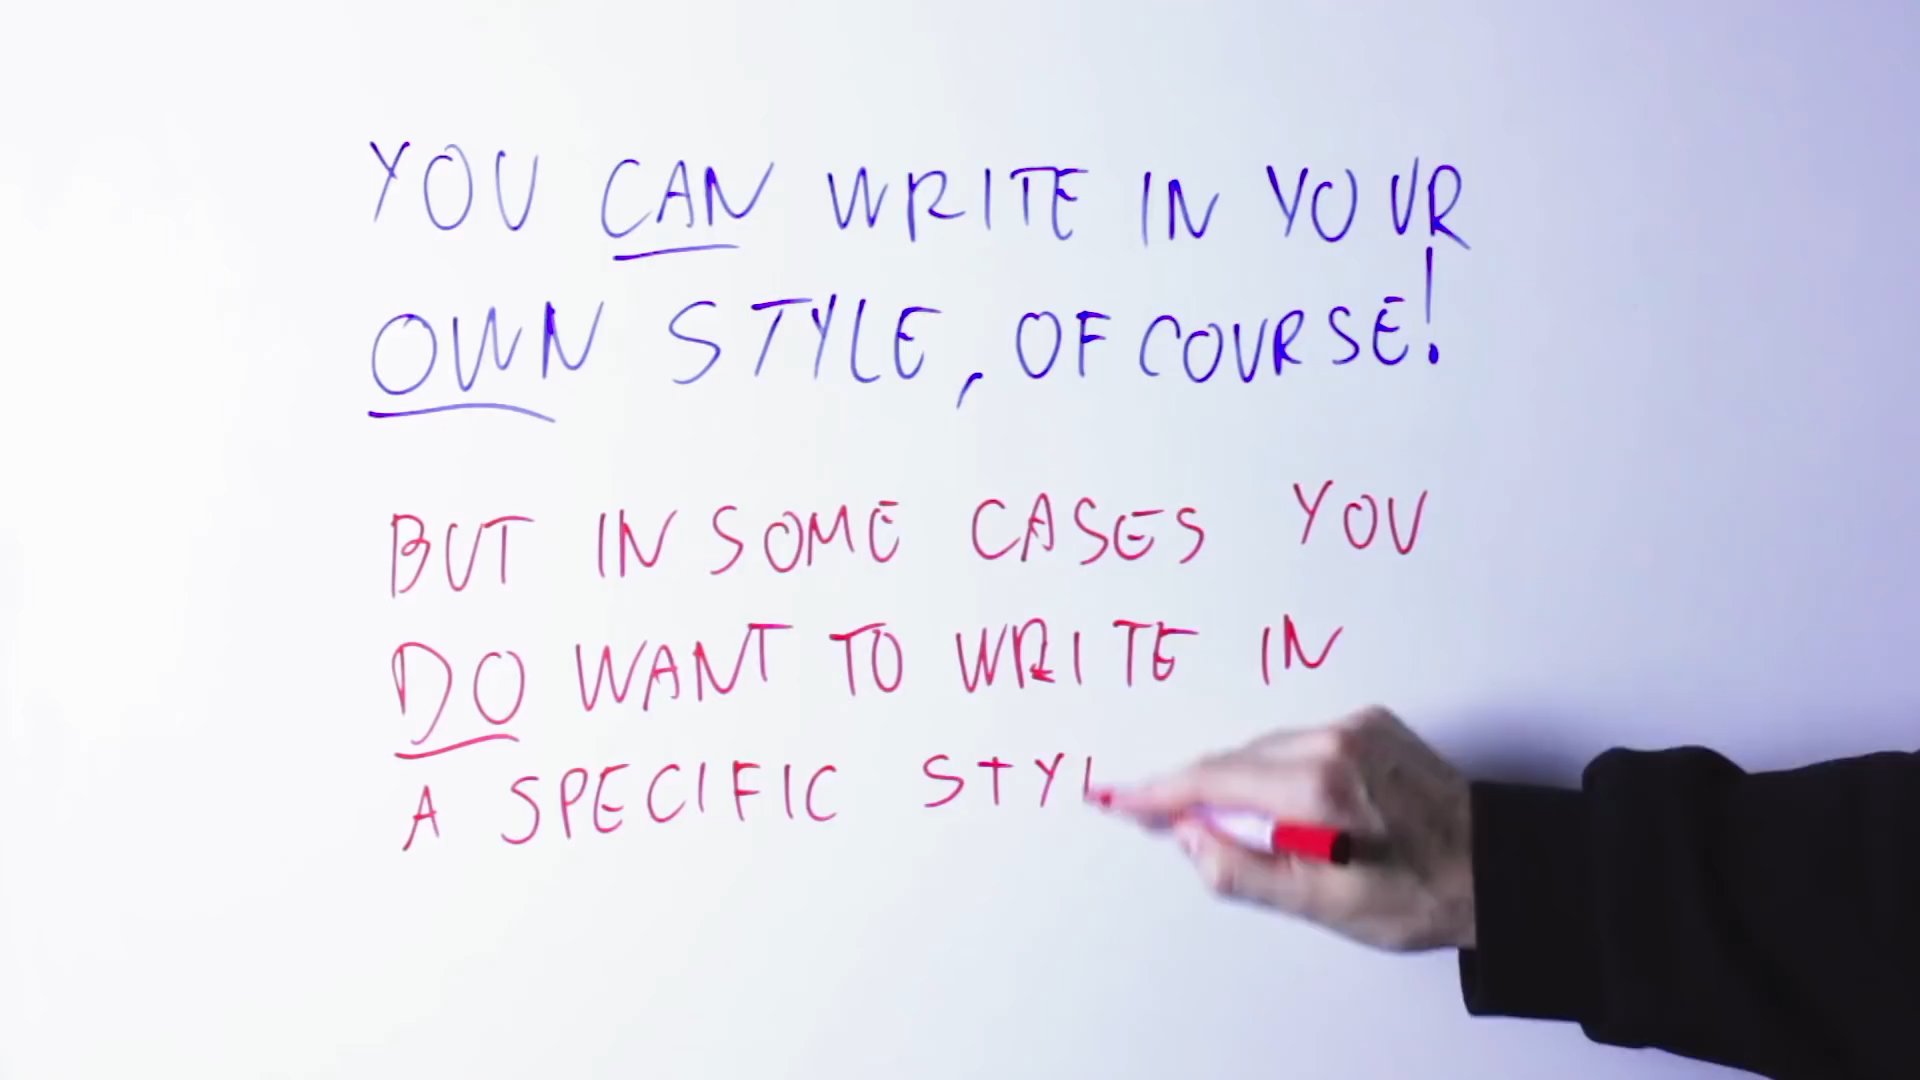 YOU CAN WRITE IN YOUR
OWN STYLE, OF COURSE!
BUT IN SOME CASES YOU
DO WANT TO WRITE IN
A SPECIFIC STYL